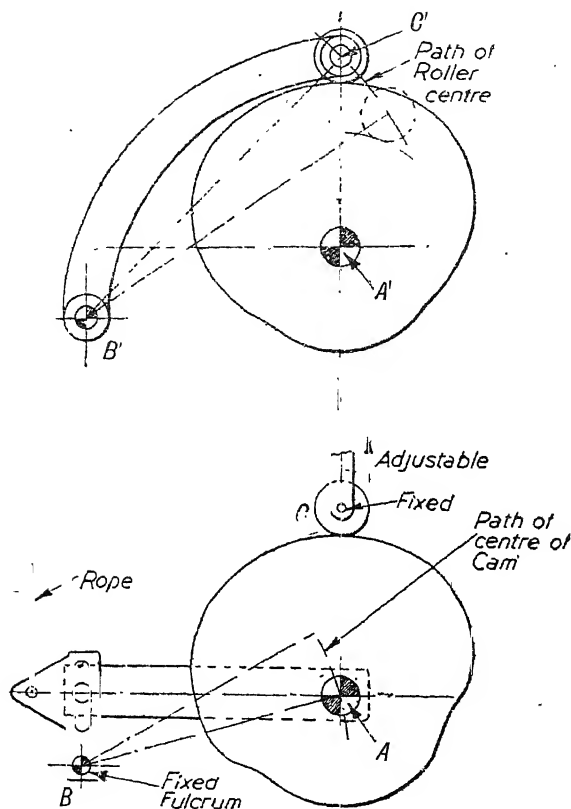 C'
Path of
Roller
centre
A'
B'
Adjustable
C
Fixed
Path of
centre of
Cam
Rope
A
B
Fixed
Fulcrum